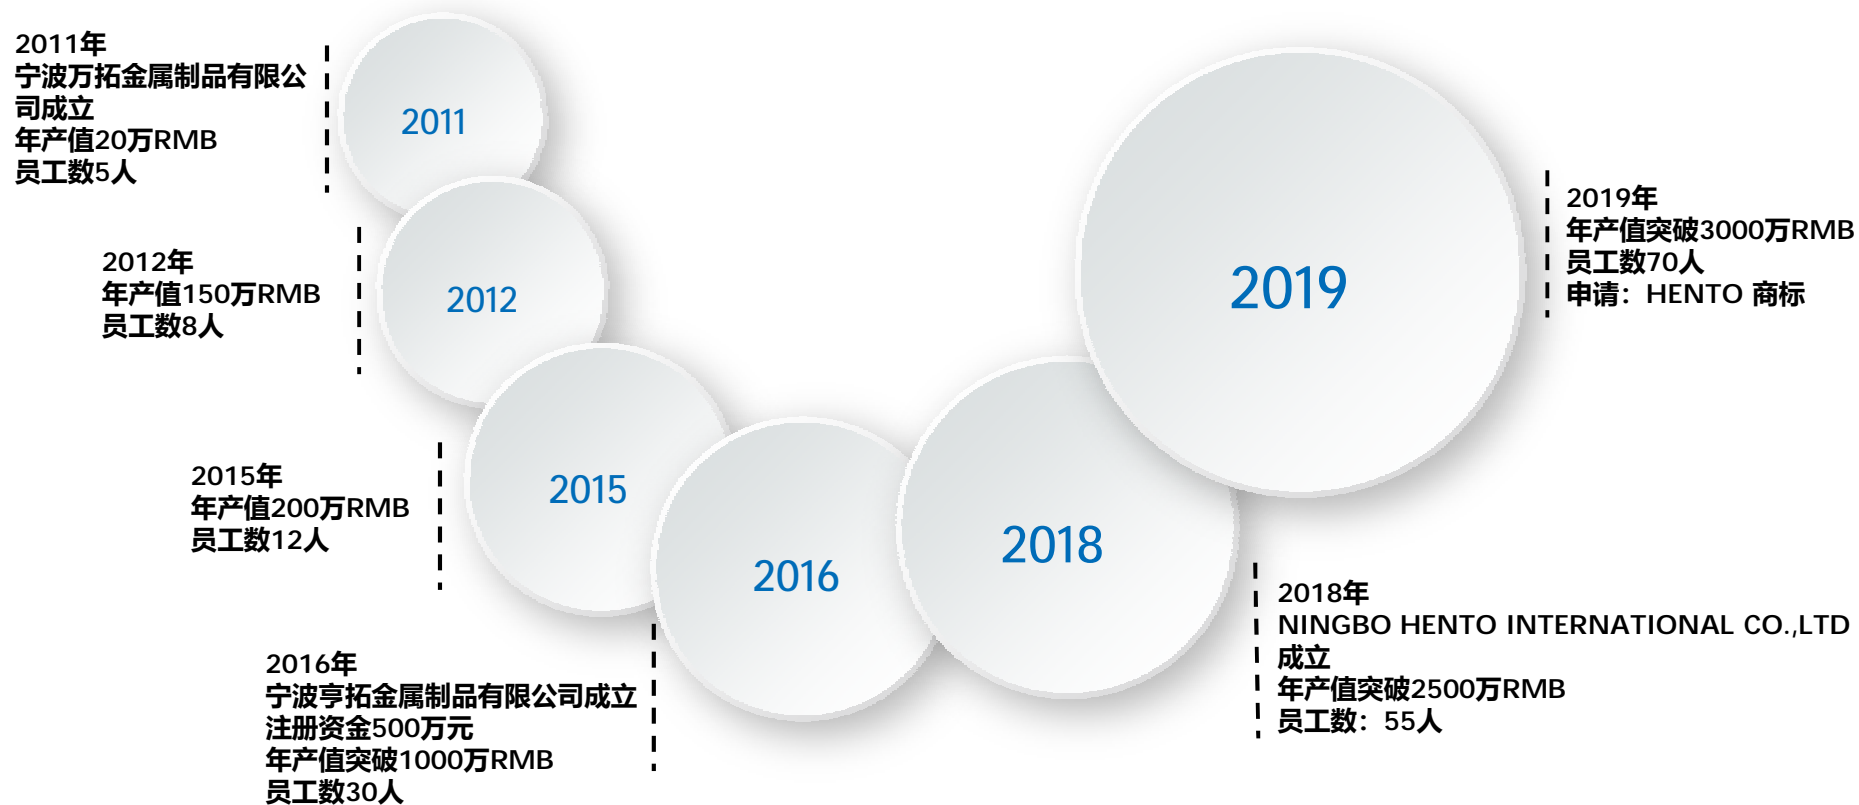 2011年
宁波万拓金属制品有限公
司成立
年产值20万RMB
员工数5人
2011
2012年
年产值150万RMB
员工数8人
2012
2015年
年产值200万RMB
员工数12人
2015
2016年
宁波亨拓金属制品有限公司成立
注册资金500万元
年产值突破1000万RMB
员工数30人
2016
2018
2018年
NINGBO HENTO INTERNATIONAL CO.,LTD
成立
年产值突破2500万RMB
员工数：55人
2019
2019年
年产值突破3000万RMB
员工数70人
申请：HENTO 商标